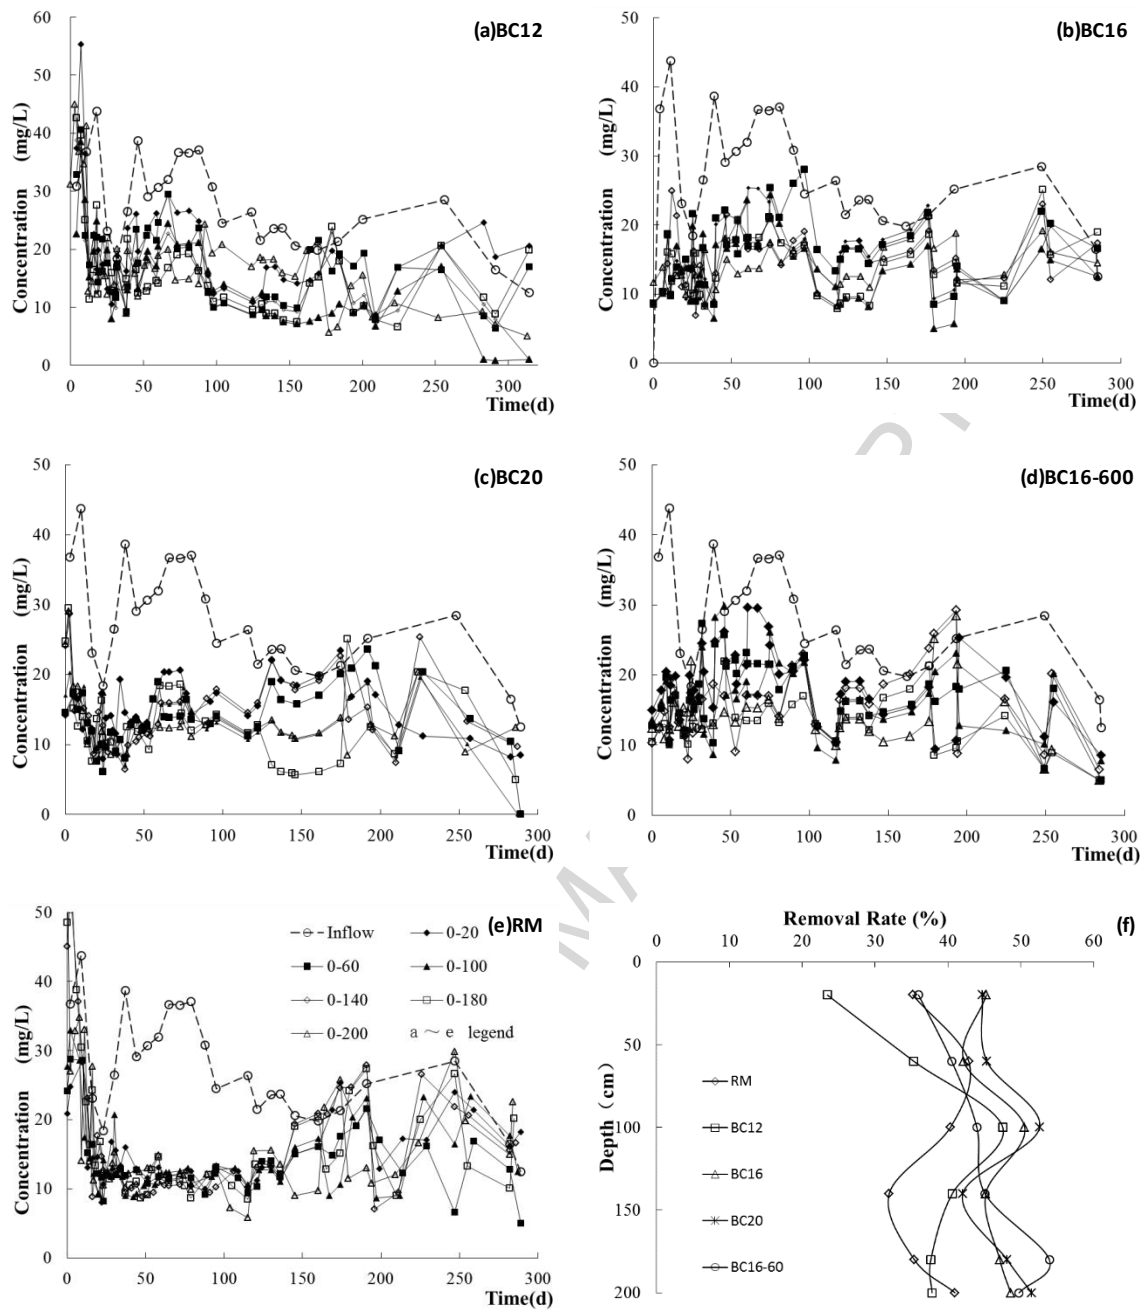 (a)BC12
Concentration (mg/L)
60
50
40
30
20
10
0
0 50 100 150 200 250 300
Time(d)
(b)BC16
Concentration (mg/L)
50
40
30
20
10
0
0 50 100 150 200 250 300
Time(d)
(c)BC20
Concentration (mg/L)
50
40
30
20
10
0
0 50 100 150 200 250 300
Time(d)
(d)BC16-600
Concentration (mg/L)
50
40
30
20
10
0
0 50 100 150 200 250 300
Time(d)
(e)RM
Concentration (mg/L)
50
40
30
20
10
0
0 50 100 150 200 250 300
Time(d)
Inflow 0-20
0-60 0-100
0-140 0-180
0-200 a～e legend
Removal Rate (%)
(f)
0 10 20 30 40 50 60
Depth（cm）
0
50
100
150
200
RM
BC12
BC16
BC20
BC16-60